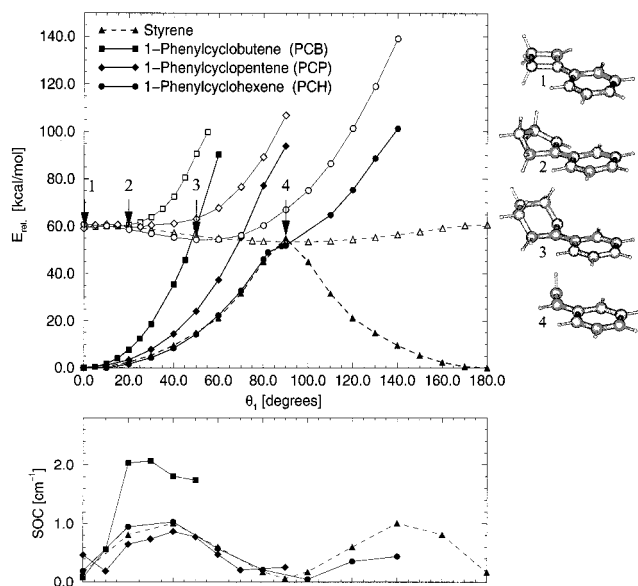 Styrene
1–Phenylcyclobutene (PCB)
1–Phenylcyclopentene (PCP)
1–Phenylcyclohexene (PCH)
140.0
120.0
100.0
80.0
60.0
40.0
20.0
0.0
E rel. [kcal/mol]
1 2 3 4
0.0 20.0 40.0 60.0 80.0 100.0 120.0 140.0 160.0 180.0
θ1 [degrees]
1
2
3
4
2.0
1.0
0.0
SOC [cm⁻¹]